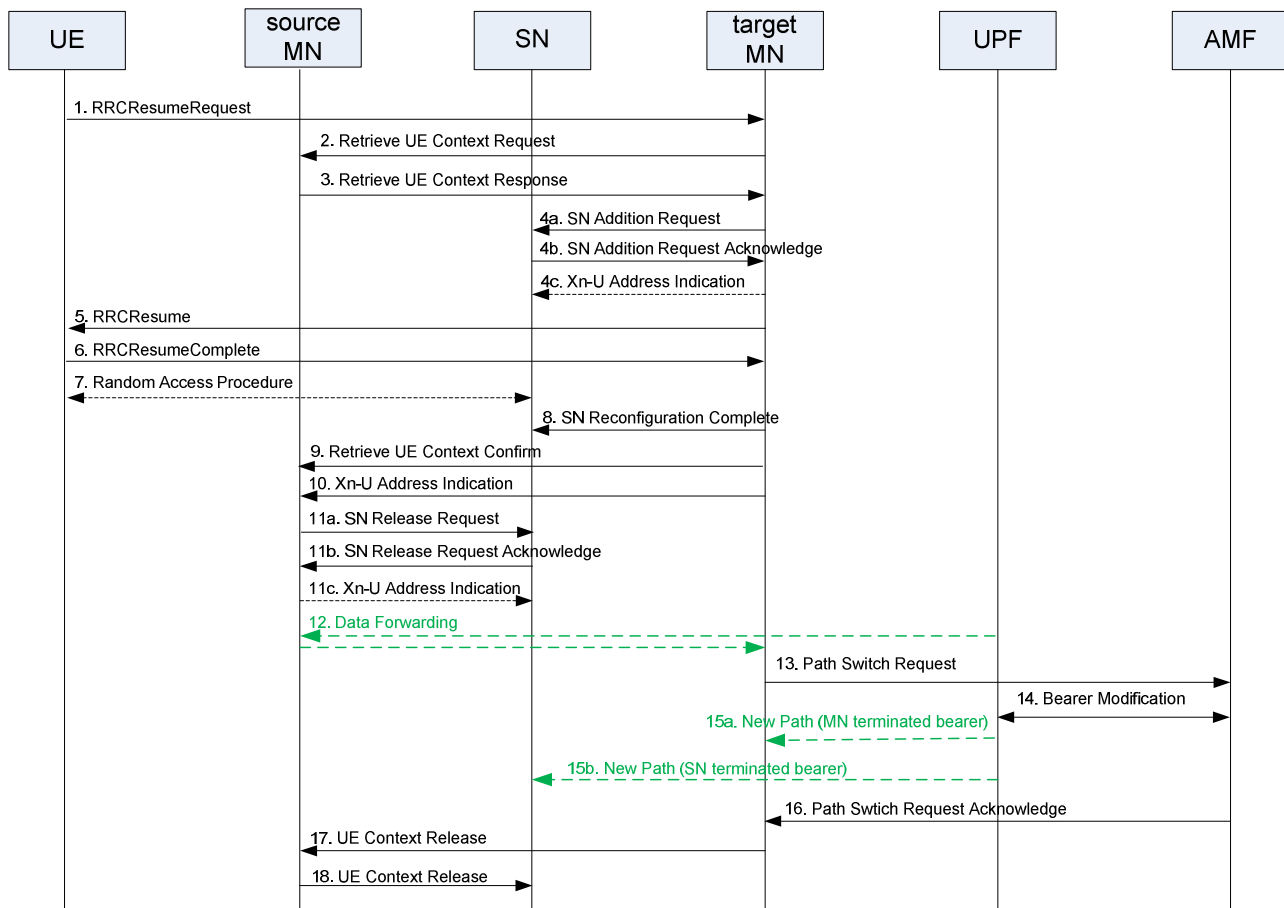 UE
source
MN
SN
target
MN
UPF
AMF
1. RRCResumeRequest
2. Retrieve UE Context Request
3. Retrieve UE Context Response
4a. SN Addition Request
4b. SN Addition Request Acknowledge
4c. Xn-U Address Indication
5. RRCResume
6. RRCResumeComplete
7. Random Access Procedure
8. SN Reconfiguration Complete
9. Retrieve UE Context Confirm
10. Xn-U Address Indication
11a. SN Release Request
11b. SN Release Request Acknowledge
11c. Xn-U Address Indication
12. Data Forwarding
13. Path Switch Request
14. Bearer Modification
15a. New Path (MN terminated bearer)
15b. New Path (SN terminated bearer)
16. Path Swtich Request Acknowledge
17. UE Context Release
18. UE Context Release